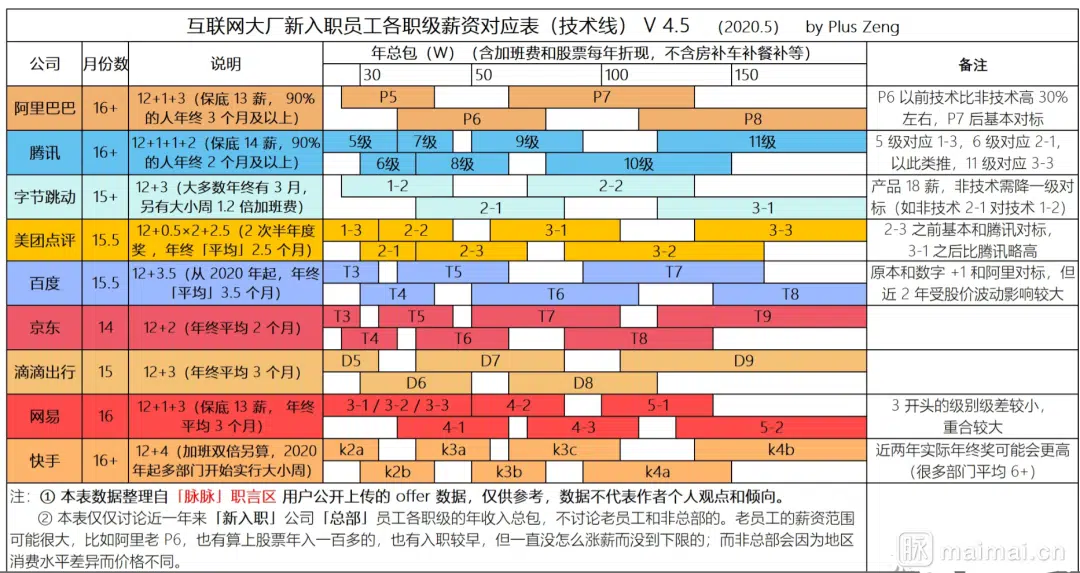 互联网大厂新入职员工各职级薪资对应表（技术线）V 4.5 （2020.5） by Plus Zeng
公司 月份数 说明 年总包（W）（含加班费和股票每年折现，不含房补车补餐补等） 备注
30 50 100 150
阿里巴巴 16+ 12+1+3（保底 13 薪，90%
的人年终 3 个月及以上）
P5 P7
P6 P8
P6 以前技术比非技术高 30%
左右，P7 后基本对标
腾讯 16+ 12+1+1+2（保底 14 薪，90%
的人年终 2 个月及以上）
5级 7级 9级 11级
6级 8级 10级
5 级对应 1-3，6 级对应 2-1，
以此类推，11 级对应 3-3
字节跳动 15+ 12+3（大多数年终有 3 月，
另有大小周 1.2 倍加班费）
1-2 2-2
2-1 3-1
产品 18 薪，非技术需降一级对
标（如非技术 2-1 对技术 1-2）
美团点评 15.5 12+0.5×2+2.5（2 次半年度
奖，年终「平均」2.5 个月）
1-3 2-2 3-1 3-3
2-1 2-3 3-2
2-3 之前基本和腾讯对标，
3-1 之后比腾讯略高
百度 15.5 12+3.5（从 2020 年起，年终
「平均」3.5 个月）
T3 T5 T7
T4 T6 T8
原本和数字 +1 和阿里对标，但
近 2 年受股价波动影响较大
京东 14 12+2（年终平均 2 个月）
T3 T5 T7 T9
T4 T6 T8
滴滴出行 15 12+3（年终平均 3 个月）
D5 D7 D9
D6 D8
网易 16 12+1+3（保底 13 薪， 年终
平均 3 个月）
3-1 / 3-2 / 3-3 4-2 5-1
4-1 4-3 5-2
3 开头的级别级差较小，
重合较大
快手 16+ 12+4（加班双倍另算，2020
年起多部门开始实行大小周）
k2a k3a k3c k4b
k2b k3b k4a
近两年实际年终奖可能会更高
（很多部门平均 6+）
注：① 本表数据整理自「脉脉」职言区 用户公开上传的 offer 数据，仅供参考，数据不代表作者个人观点和倾向。
② 本表仅仅讨论近一年来「新入职」公司「总部」员工各职级的年收入总包，不讨论老员工和非总部的。老员工的薪资范围
可能很大，比如阿里老 P6，也有算上股票年入一百多的，也有入职较早，但一直没怎么涨薪而没到下限的；而非总部会因为地区
消费水平差异而价格不同。
脉 maimai.cn